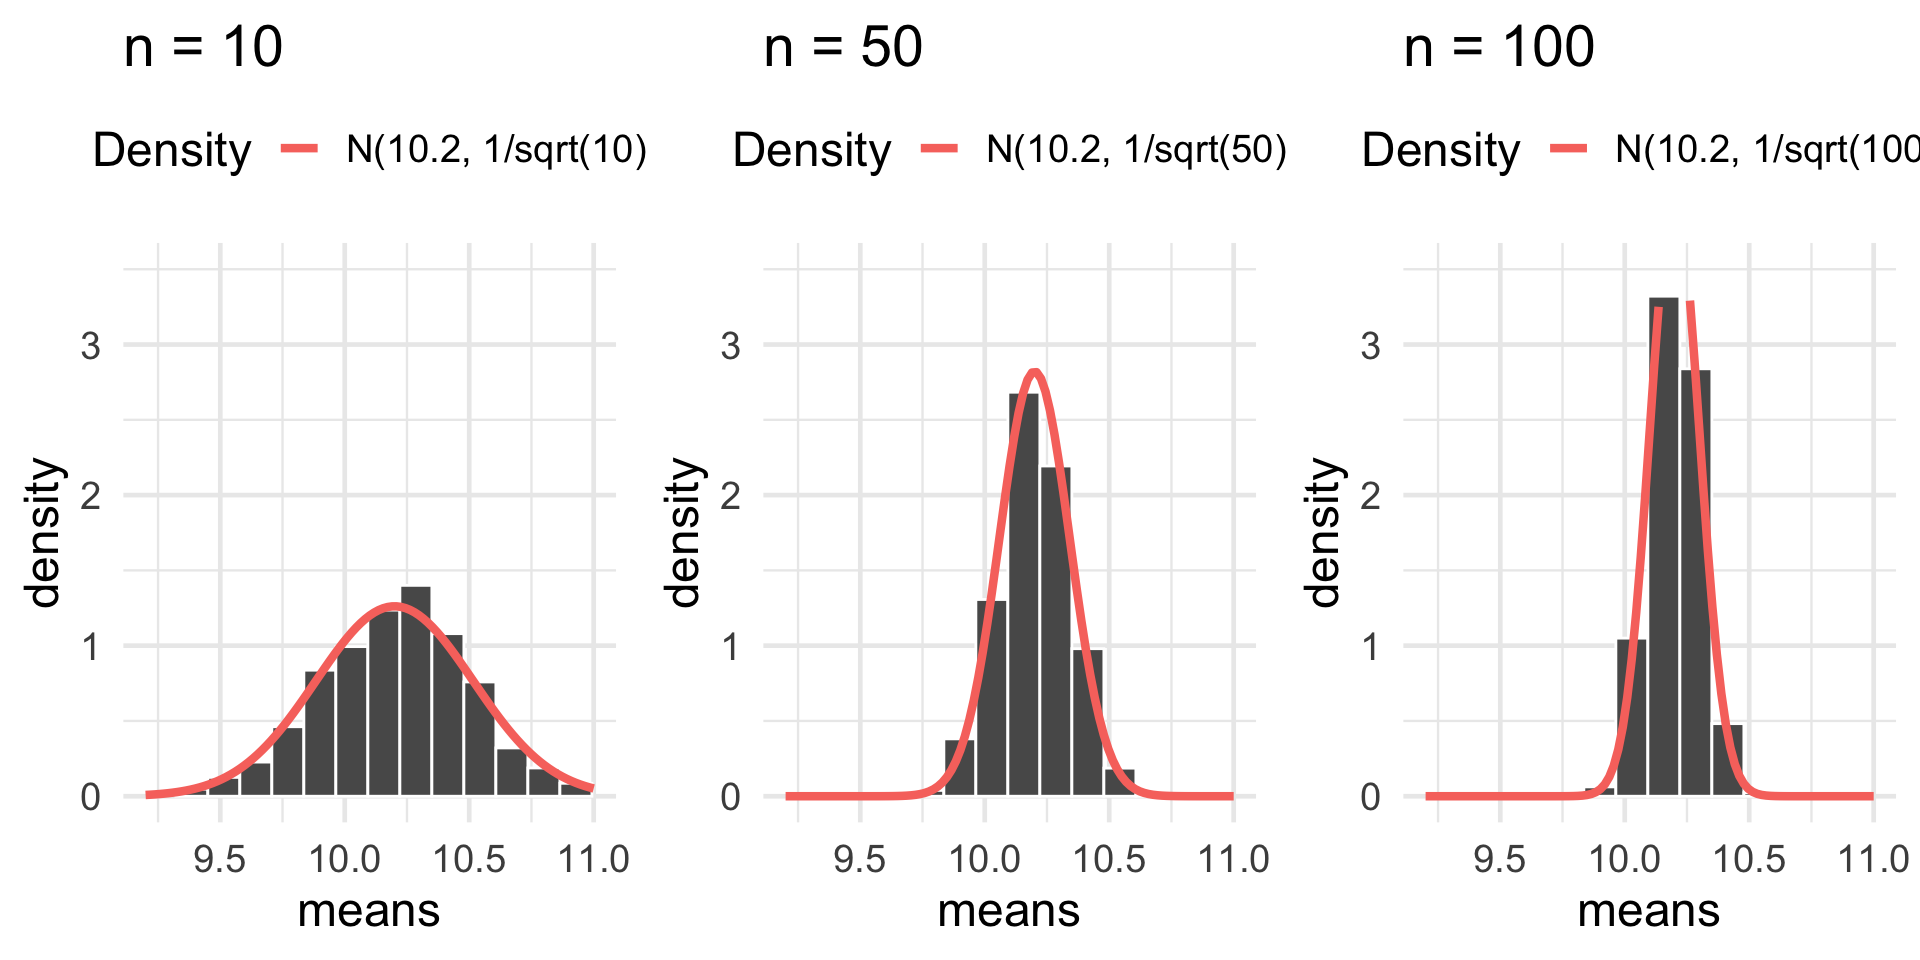 n = 10
Density N(10.2, 1/sqrt(10)
density
3
2
1
0
9.5 10.0 10.5 11.0
means
n = 50
Density N(10.2, 1/sqrt(50)
density
3
2
1
0
9.5 10.0 10.5 11.0
means
n = 100
Density N(10.2, 1/sqrt(100
density
3
2
1
0
9.5 10.0 10.5 11.0
means